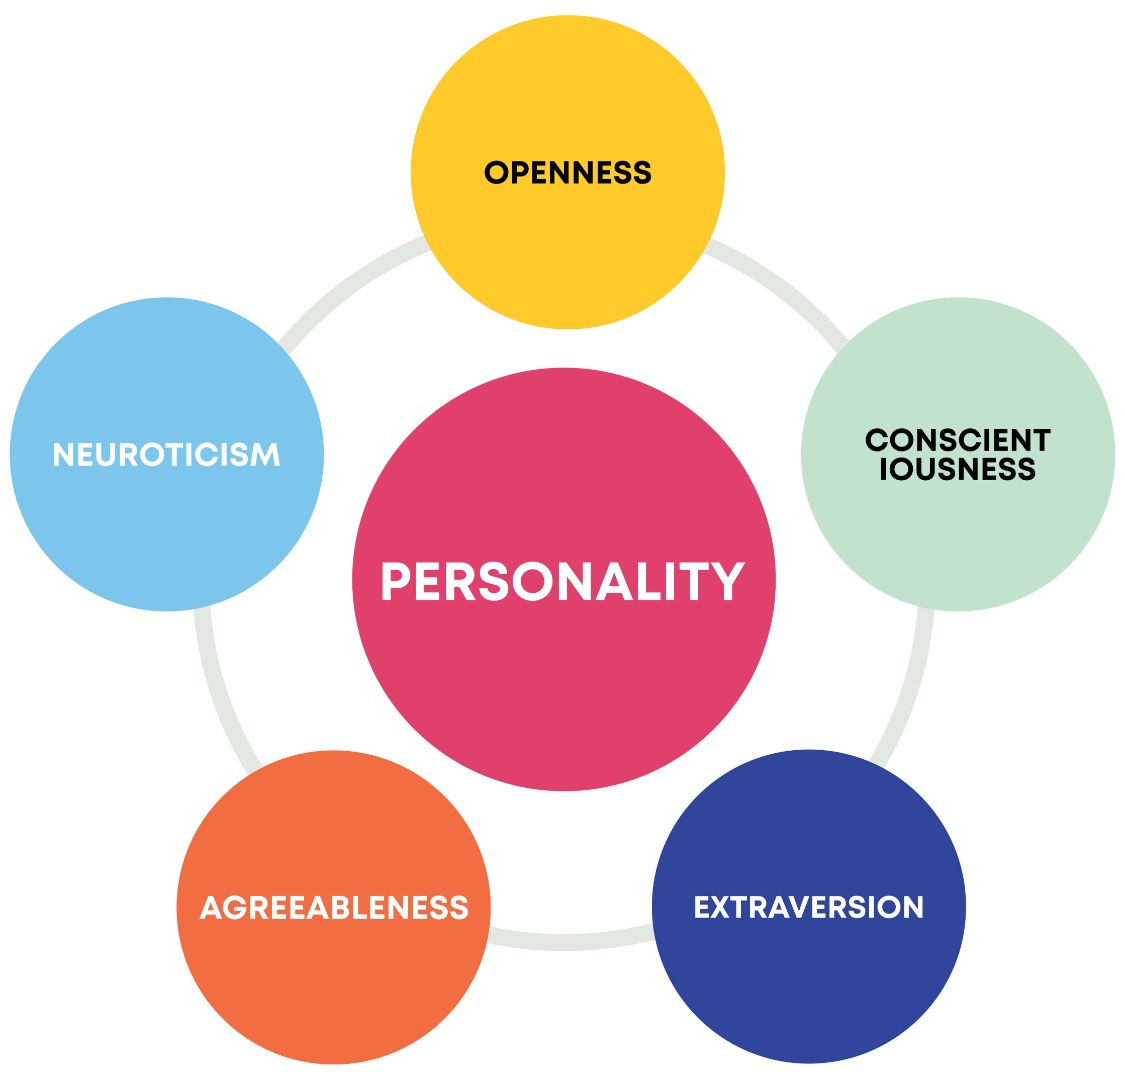 OPENNESS
NEUROTICISM
CONSCIENT
IOUSNESS
PERSONALITY
AGREEABLENESS
EXTRAVERSION